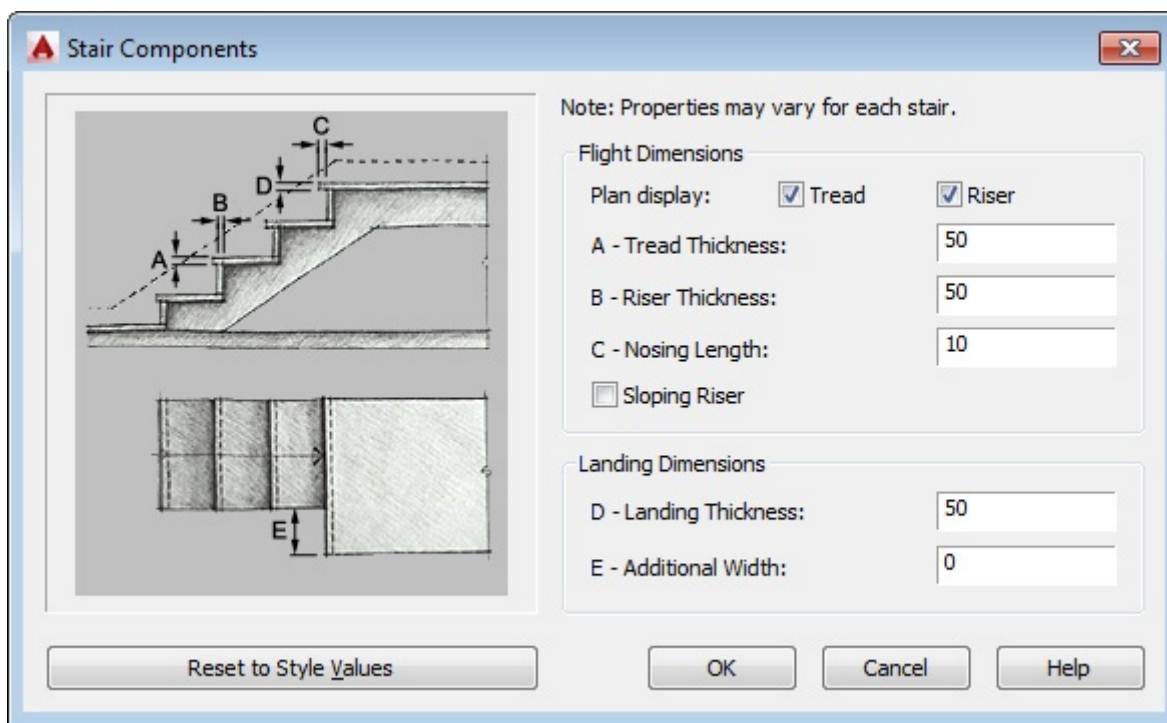 Stair Components
C
D
B
A
E
Note: Properties may vary for each stair.
Flight Dimensions
Plan display: Tread Riser
A - Tread Thickness: 50
B - Riser Thickness: 50
C - Nosing Length: 10
Sloping Riser
Landing Dimensions
D - Landing Thickness: 50
E - Additional Width: 0
Reset to Style Values OK Cancel Help